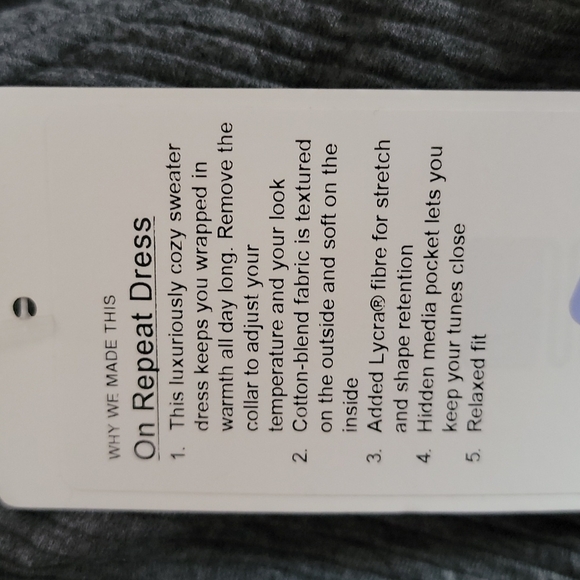 WHY WE MADE THIS
On Repeat Dress
1. This luxuriously cozy sweater
dress keeps you wrapped in
warmth all day long. Remove the
collar to adjust your
temperature and your look
2. Cotton-blend fabric is textured
on the outside and soft on the
inside
3. Added Lycra® fibre for stretch
and shape retention
4. Hidden media pocket lets you
keep your tunes close
5. Relaxed fit